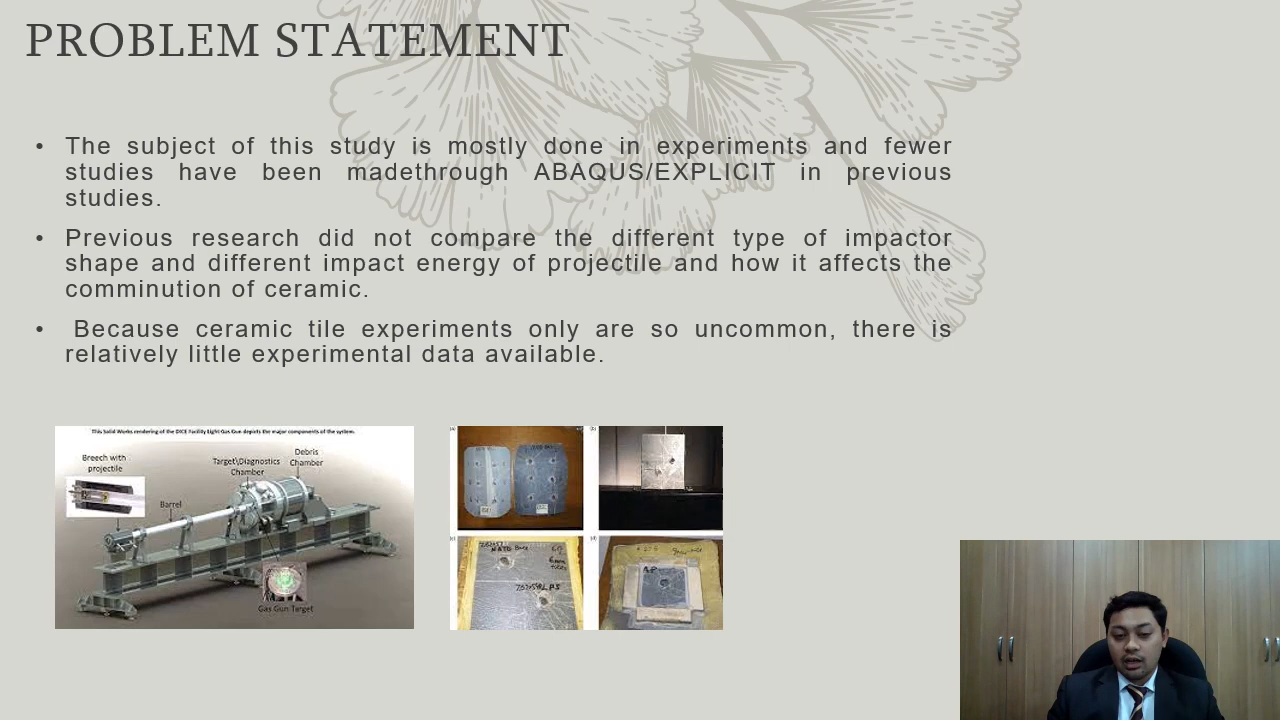 PROBLEM STATEMENT
• The subject of this study is mostly done in experiments and fewer
studies have been madethrough ABAQUS/EXPLICIT in previous
studies.
• Previous research did not compare the different type of impactor
shape and different impact energy of projectile and how it affects the
comminution of ceramic.
• Because ceramic tile experiments only are so uncommon, there is
relatively little experimental data available.
This Solid Works rendering of the DICE Facility Light Gas Gun depicts the major components of the system.
Breech with
projectile
Barrel
Target\Diagnostics
Chamber
Debris
Chamber
Gas Gun Target
(a)
(b)
(c)
(d)